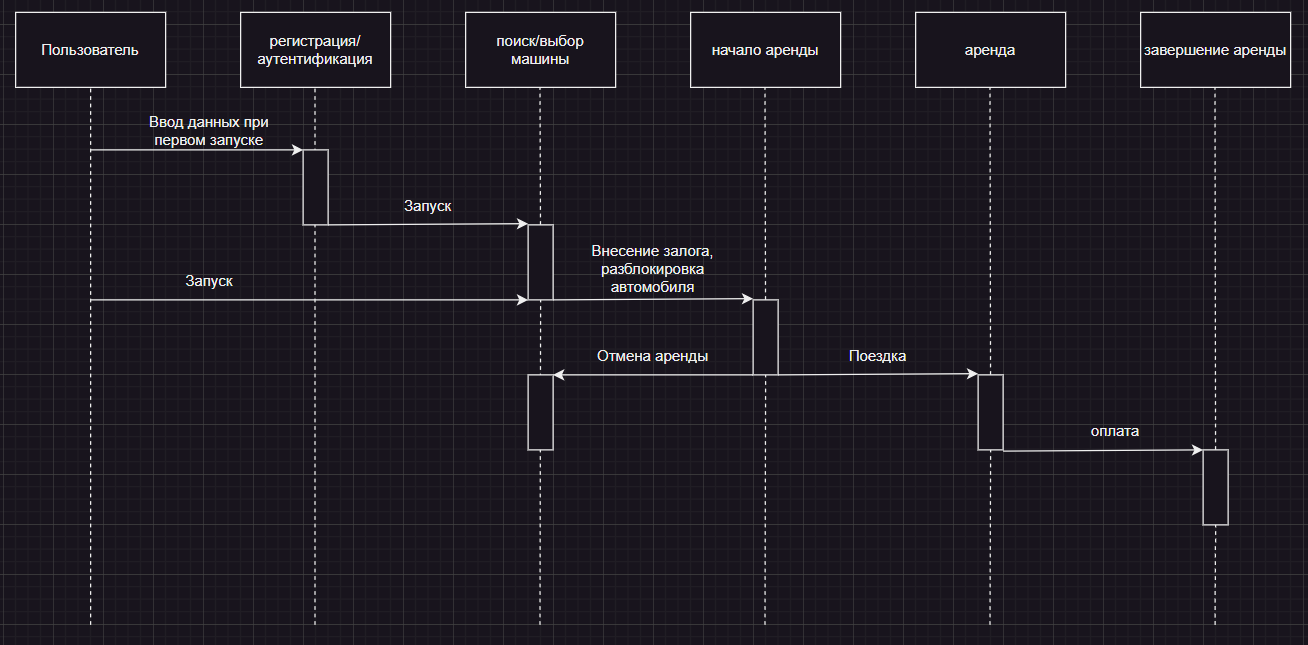 Пользователь
регистрация/
аутентификация
поиск/выбор
машины
начало аренды
аренда
завершение аренды
Ввод данных при
первом запуске
Запуск
Внесение залога,
разблокировка
автомобиля
Запуск
Отмена аренды
Поездка
оплата